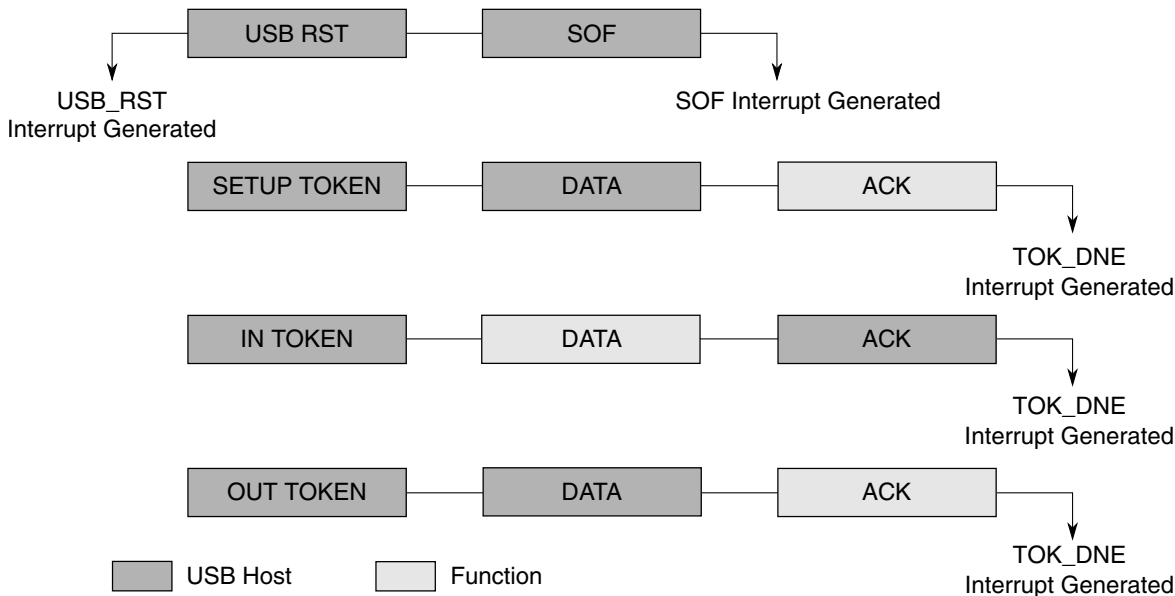 USB RST
SOF
USB_RST
Interrupt Generated
SOF Interrupt Generated
SETUP TOKEN
DATA
ACK
TOK_DNE
Interrupt Generated
IN TOKEN
DATA
ACK
TOK_DNE
Interrupt Generated
OUT TOKEN
DATA
ACK
TOK_DNE
Interrupt Generated
USB Host
Function